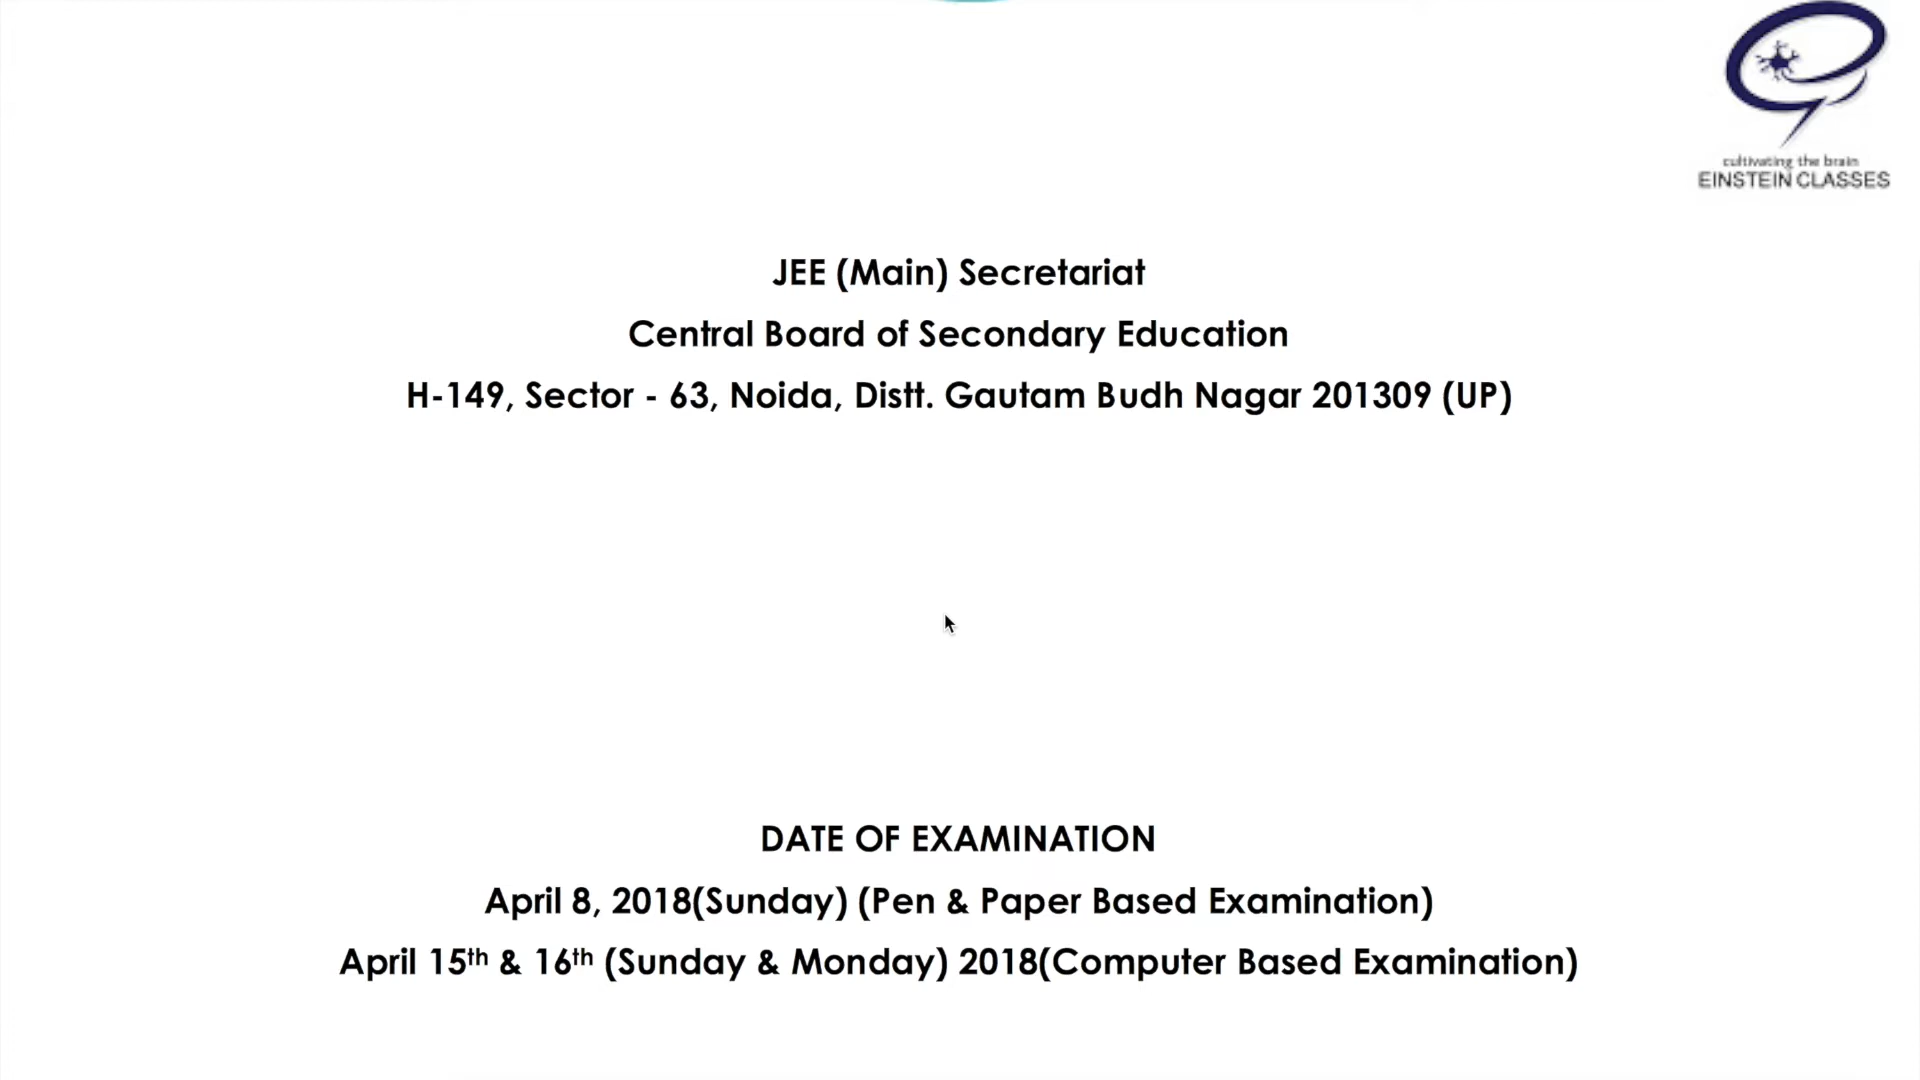 cultivating the brain
EINSTEIN CLASSES
JEE (Main) Secretariat
Central Board of Secondary Education
H-149, Sector - 63, Noida, Distt. Gautam Budh Nagar 201309 (UP)
DATE OF EXAMINATION
April 8, 2018(Sunday) (Pen & Paper Based Examination)
April 15th & 16th (Sunday & Monday) 2018(Computer Based Examination)